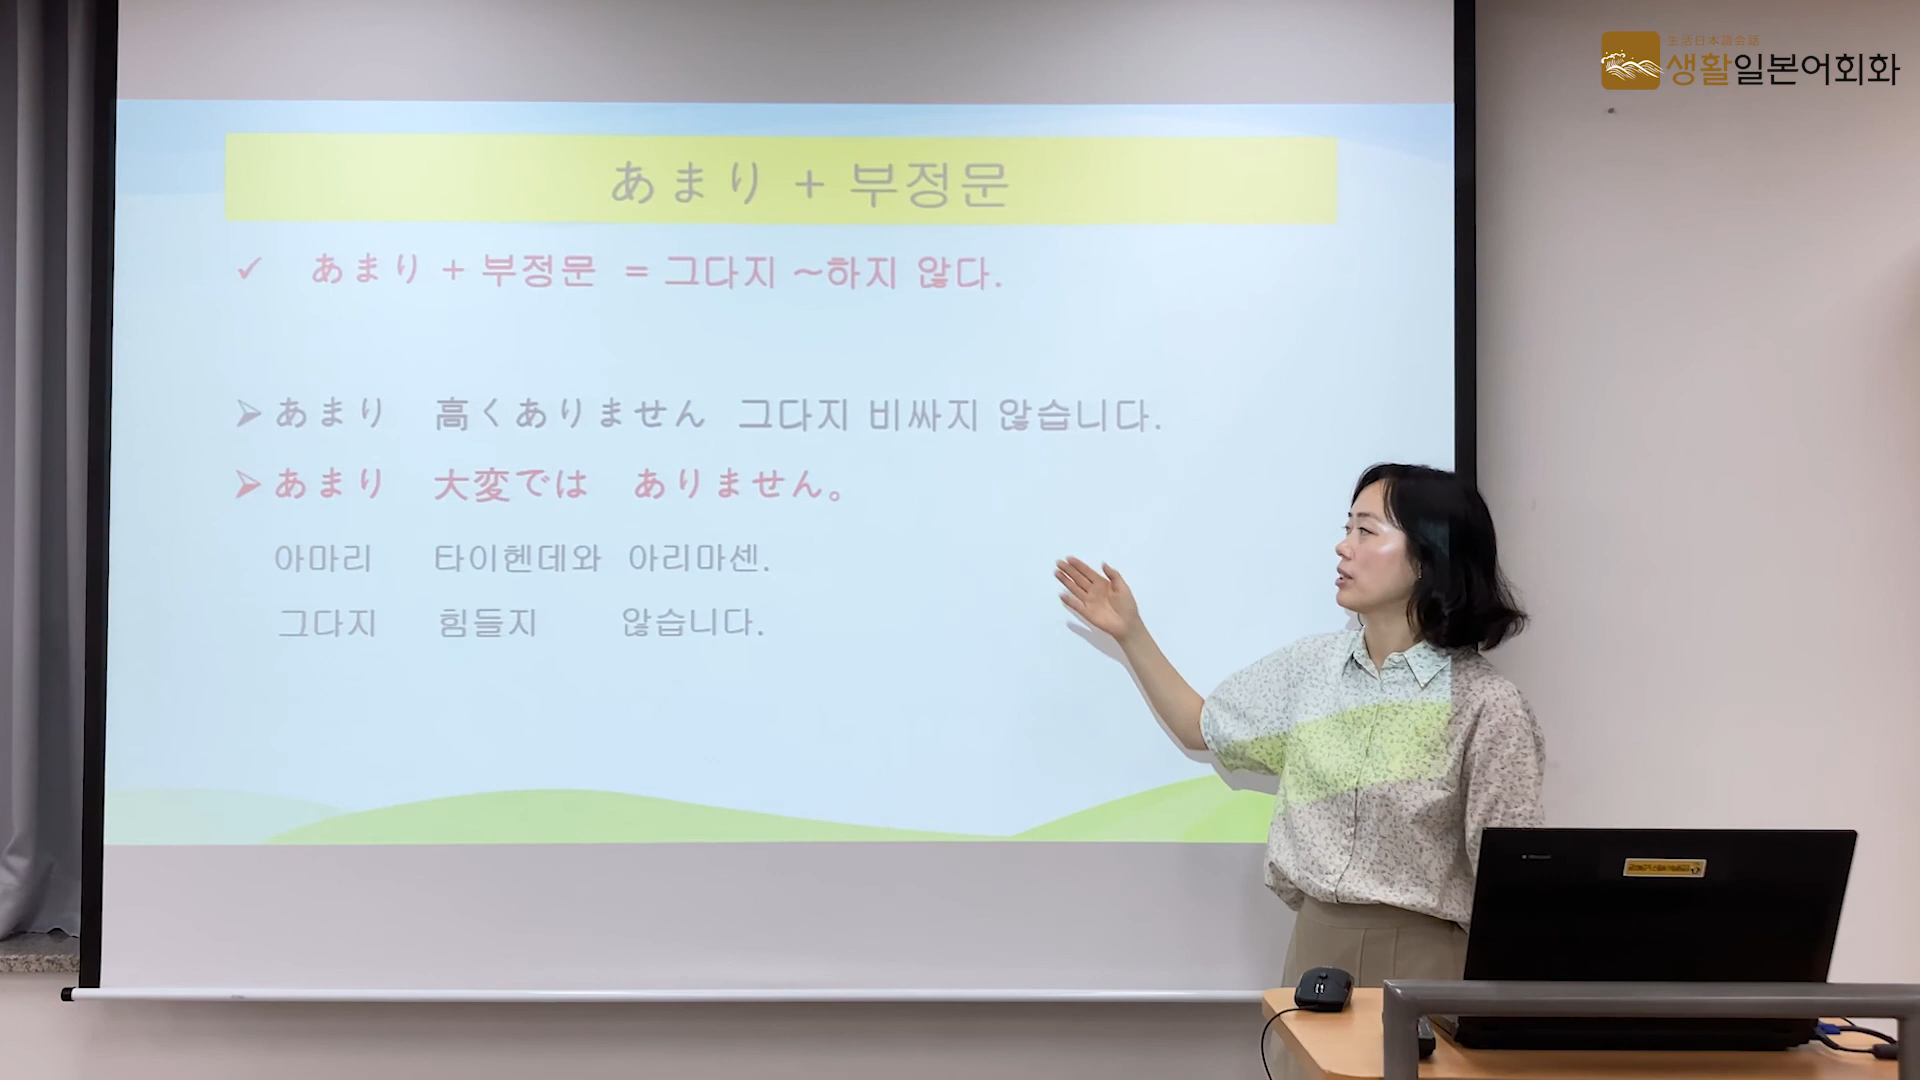 生活日本語会話
생활일본어회화
あまり + 부정문
✓ あまり + 부정문 = 그다지 ~하지 않다.
➢ あまり 高くありません 그다지 비싸지 않습니다.
➢ あまり 大変では ありません。
아마리 타이헨데와 아리마센.
그다지 힘들지 않습니다.